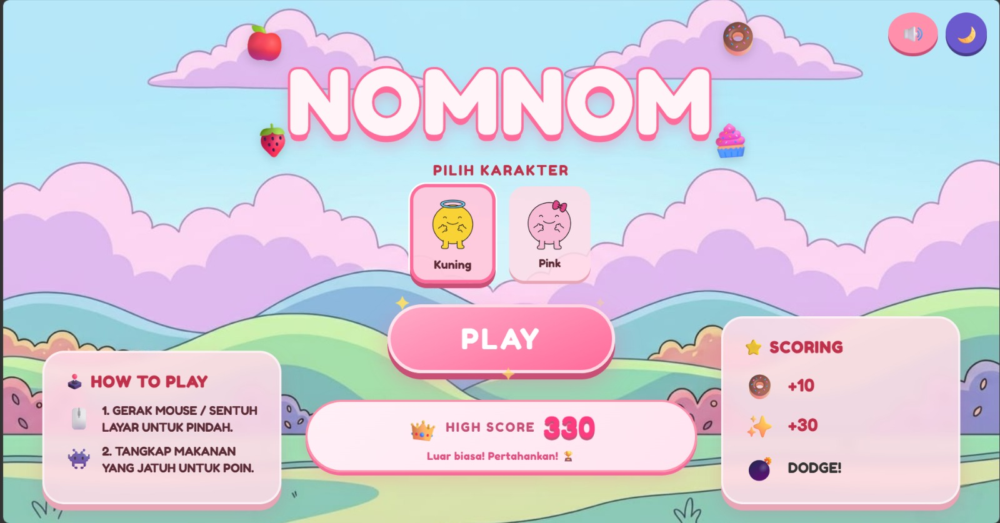 NOMNOM
PILIH KARAKTER
Kuning
Pink
PLAY
HOW TO PLAY
1. GERAK MOUSE / SENTUH
LAYAR UNTUK PINDAH.
2. TANGKAP MAKANAN
YANG JATUH UNTUK POIN.
HIGH SCORE 330
Luar biasa! Pertahankan!
SCORING
+10
+30
DODGE!